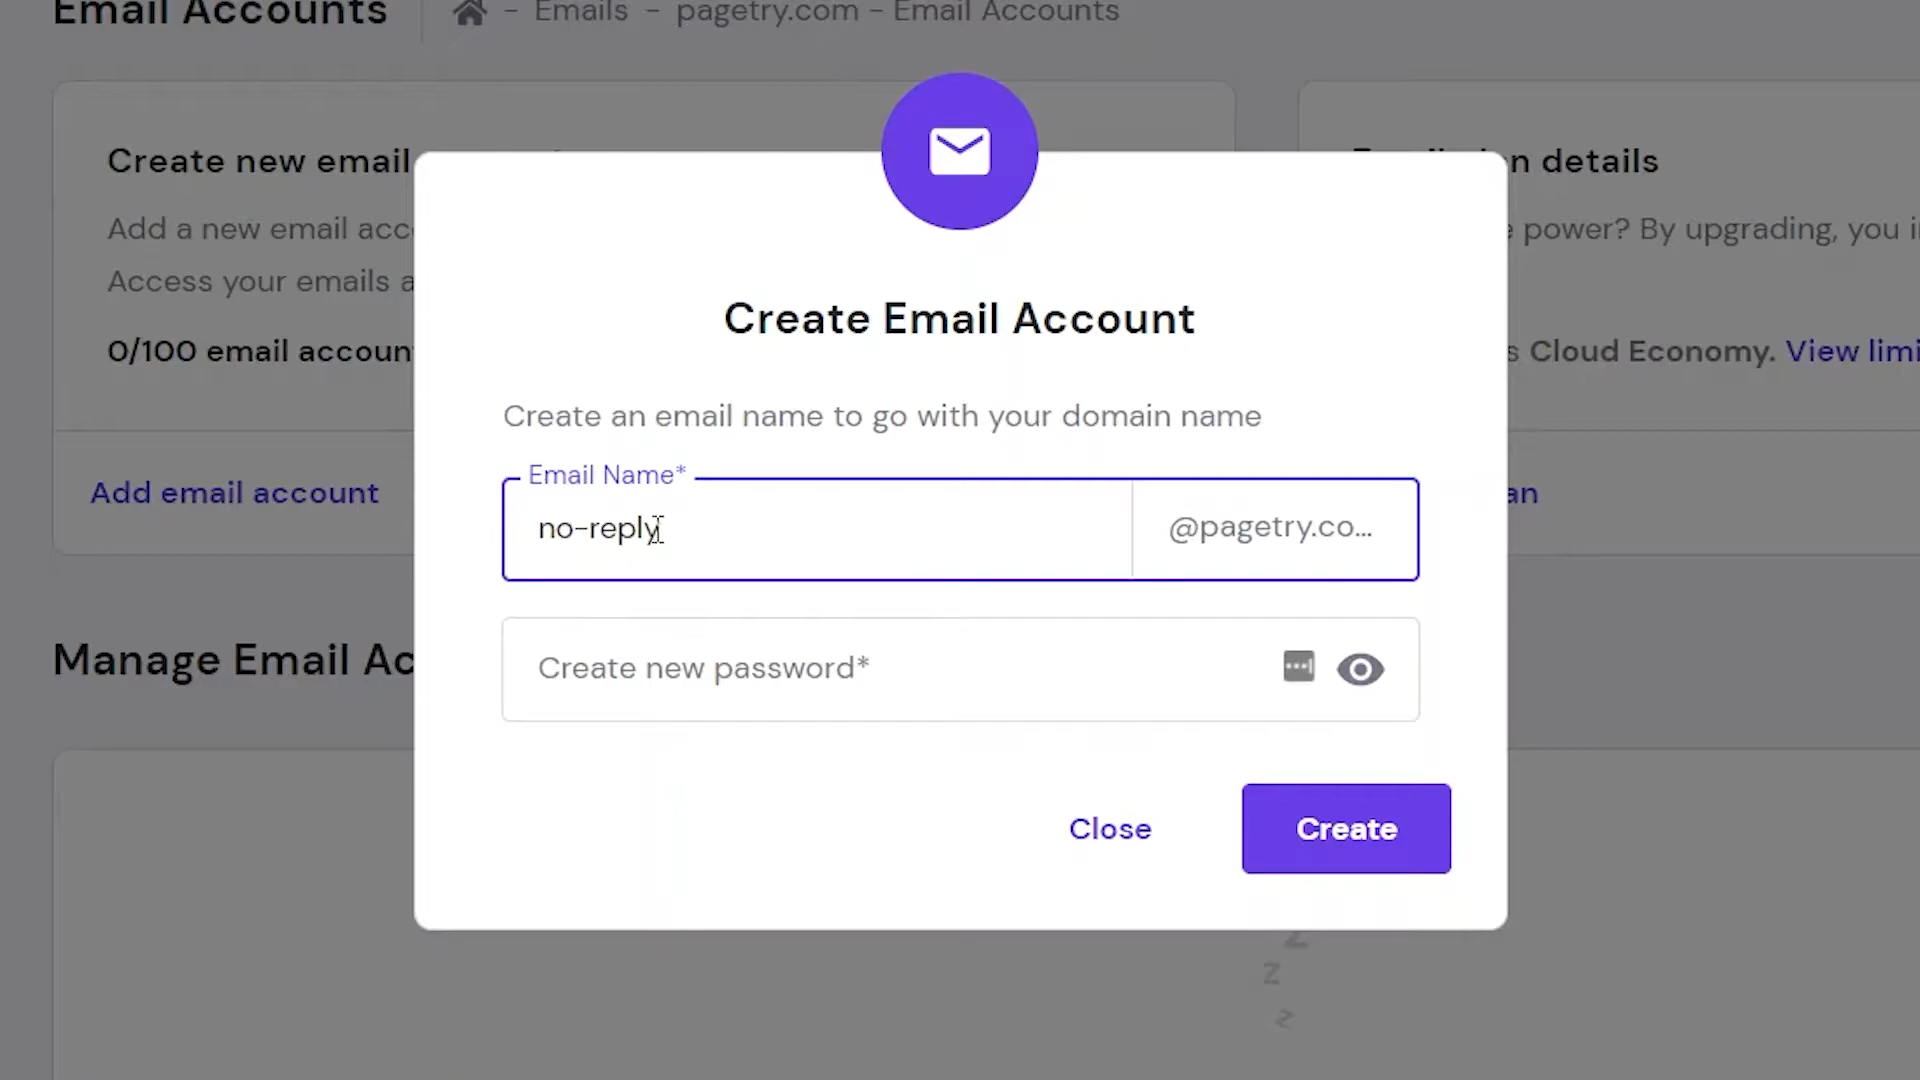 Email Accounts - Emails - pagetry.com - Email Accounts
Create new email
n details
Add a new email acc
power? By upgrading, you i
Access your emails a
0/100 email accoun
s Cloud Economy. View limi
Add email account
an
Manage Email Ac
Create Email Account
Create an email name to go with your domain name
Email Name*
no-reply
@pagetry.co...
Create new password*
Close
Create
z
z
z